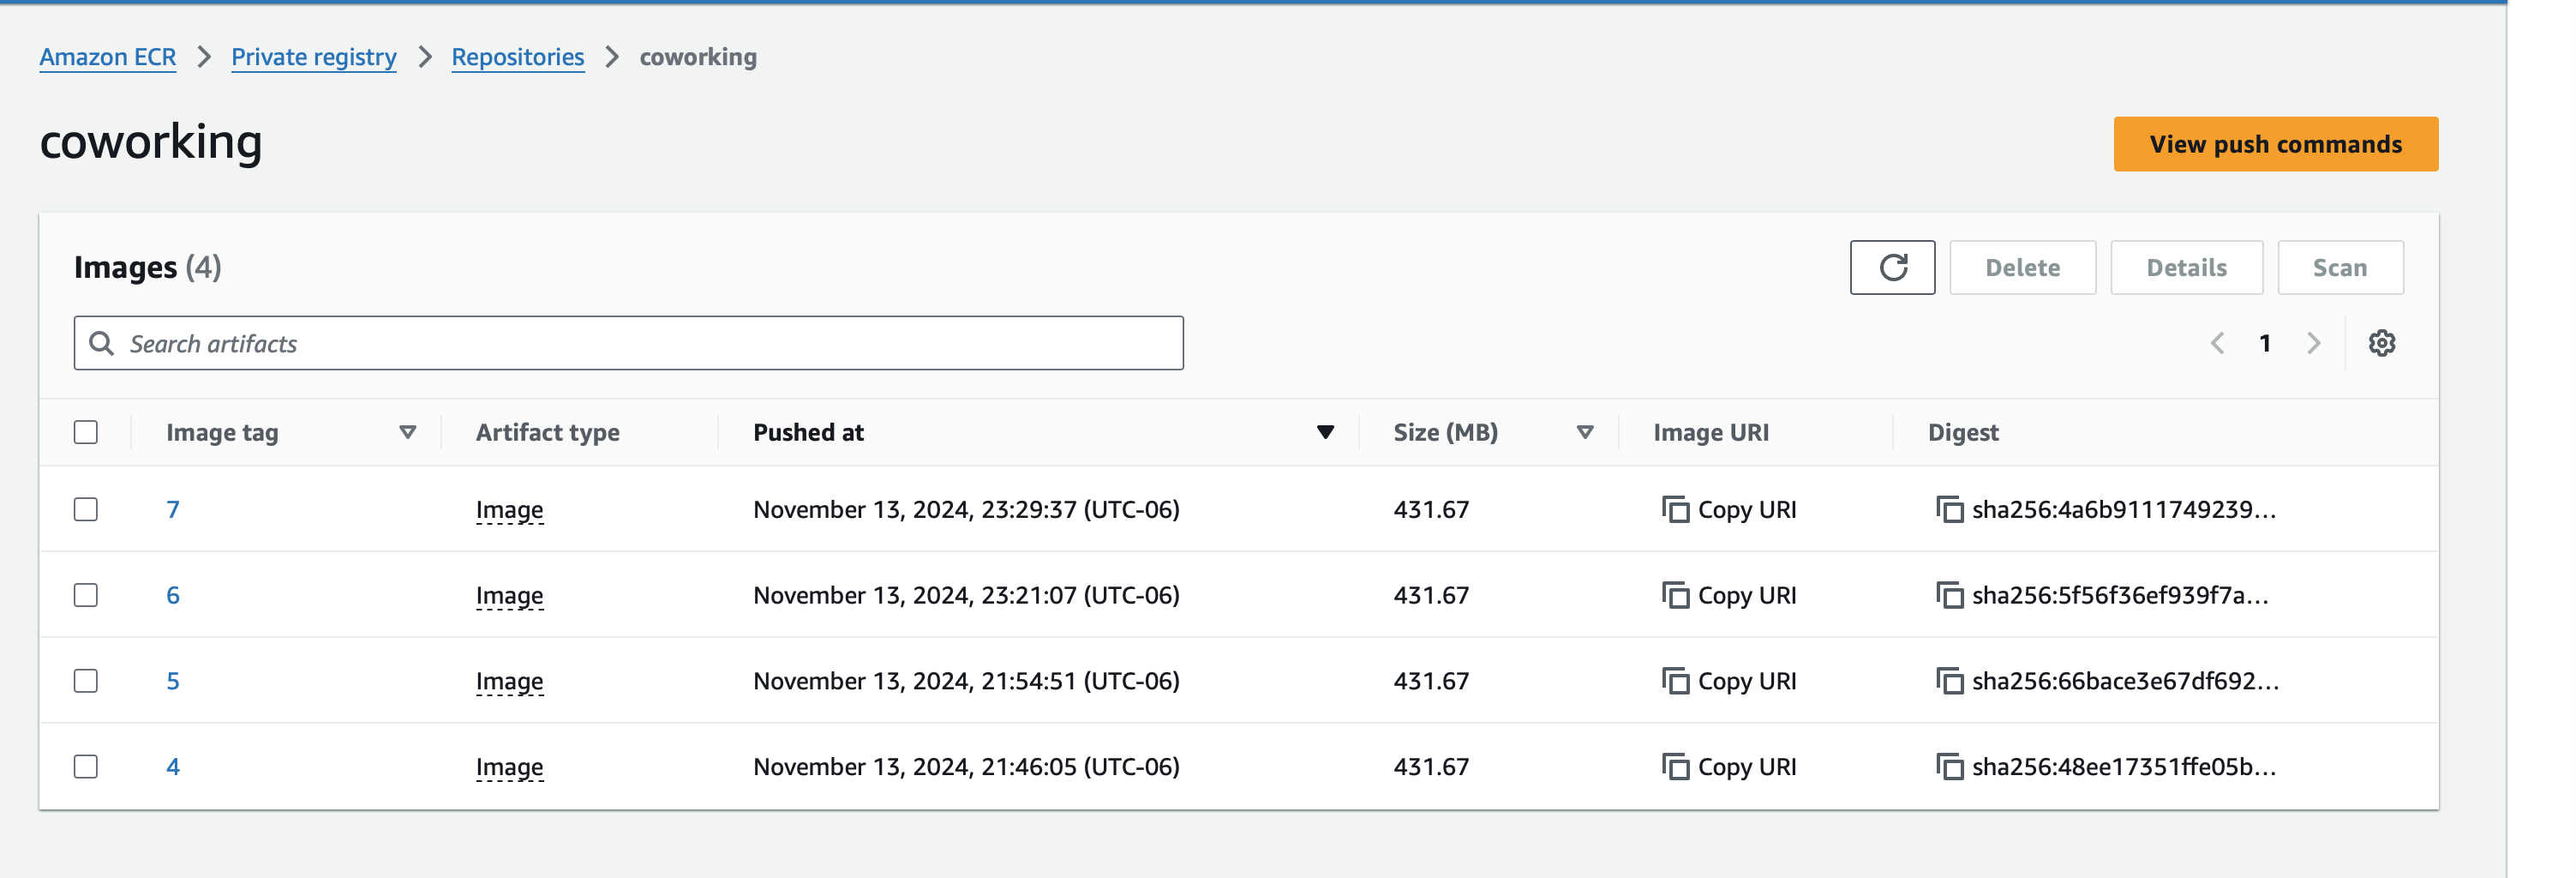 Amazon ECR > Private registry > Repositories > coworking
coworking
View push commands
Images (4)
Delete Details Scan
Search artifacts
1
Image tag Artifact type Pushed at Size (MB) Image URI Digest
7 Image November 13, 2024, 23:29:37 (UTC-06) 431.67 Copy URI sha256:4a6b9111749239...
6 Image November 13, 2024, 23:21:07 (UTC-06) 431.67 Copy URI sha256:5f56f36ef939f7a...
5 Image November 13, 2024, 21:54:51 (UTC-06) 431.67 Copy URI sha256:66bace3e67df692...
4 Image November 13, 2024, 21:46:05 (UTC-06) 431.67 Copy URI sha256:48ee17351ffe05b...